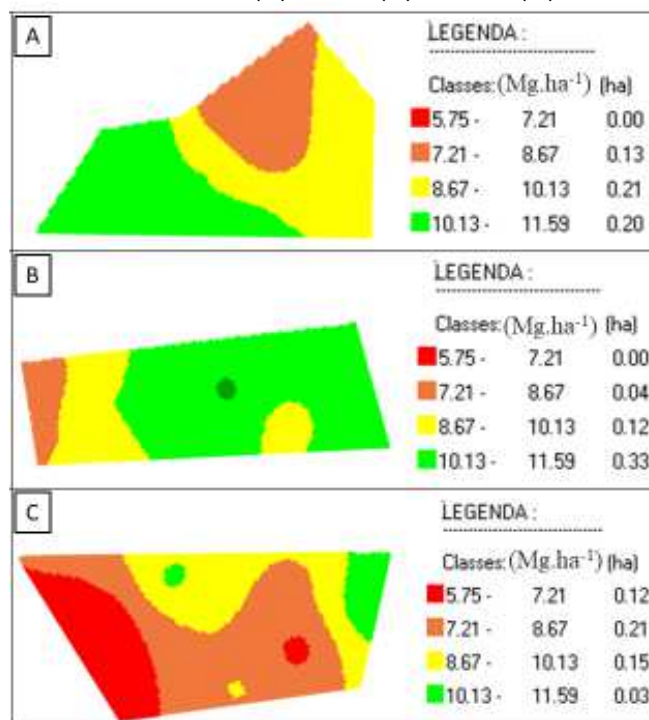 A
LEGENDA :
Classes: (Mg.ha⁻¹) (ha)
5.75 - 7.21 0.00
7.21 - 8.67 0.13
8.67 - 10.13 0.21
10.13 - 11.59 0.20
B
LEGENDA :
Classes: (Mg.ha⁻¹) (ha)
5.75 - 7.21 0.00
7.21 - 8.67 0.04
8.67 - 10.13 0.12
10.13 - 11.59 0.33
C
LEGENDA :
Classes: (Mg.ha⁻¹) (ha)
5.75 - 7.21 0.12
7.21 - 8.67 0.21
8.67 - 10.13 0.15
10.13 - 11.59 0.03